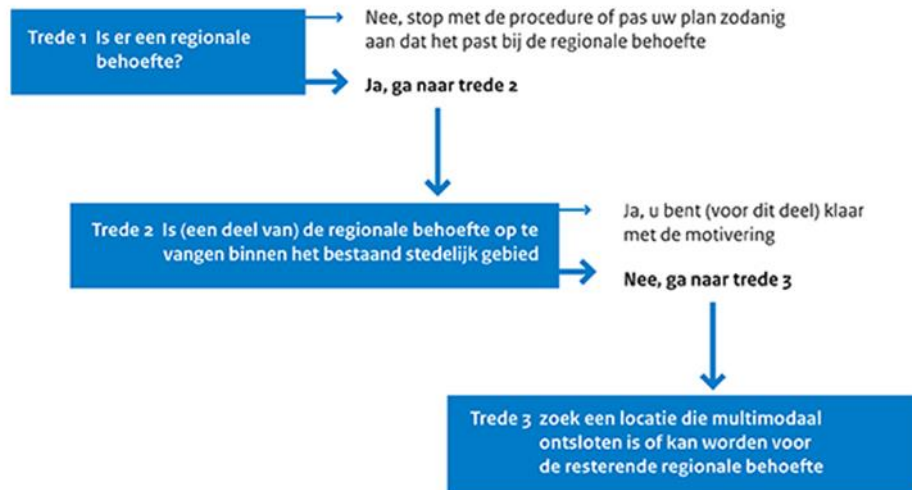 Trede 1 Is er een regionale
behoefte?
Nee, stop met de procedure of pas uw plan zodanig
aan dat het past bij de regionale behoefte
Ja, ga naar trede 2
Trede 2 Is (een deel van) de regionale behoefte op te
vangen binnen het bestaand stedelijk gebied
Ja, u bent (voor dit deel) klaar
met de motivering
Nee, ga naar trede 3
Trede 3 zoek een locatie die multimodaal
ontsloten is of kan worden voor
de resterende regionale behoefte